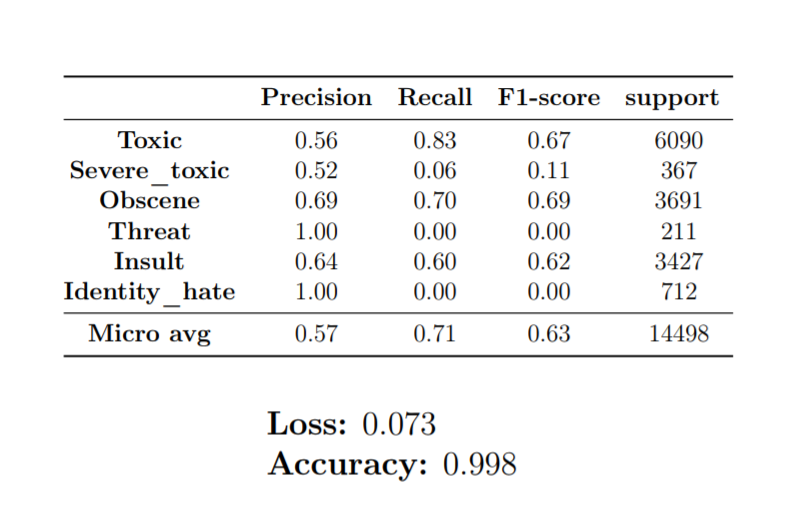 Precision Recall F1-score support
Toxic 0.56 0.83 0.67 6090
Severe_toxic 0.52 0.06 0.11 367
Obscene 0.69 0.70 0.69 3691
Threat 1.00 0.00 0.00 211
Insult 0.64 0.60 0.62 3427
Identity_hate 1.00 0.00 0.00 712
Micro avg 0.57 0.71 0.63 14498
Loss: 0.073
Accuracy: 0.998